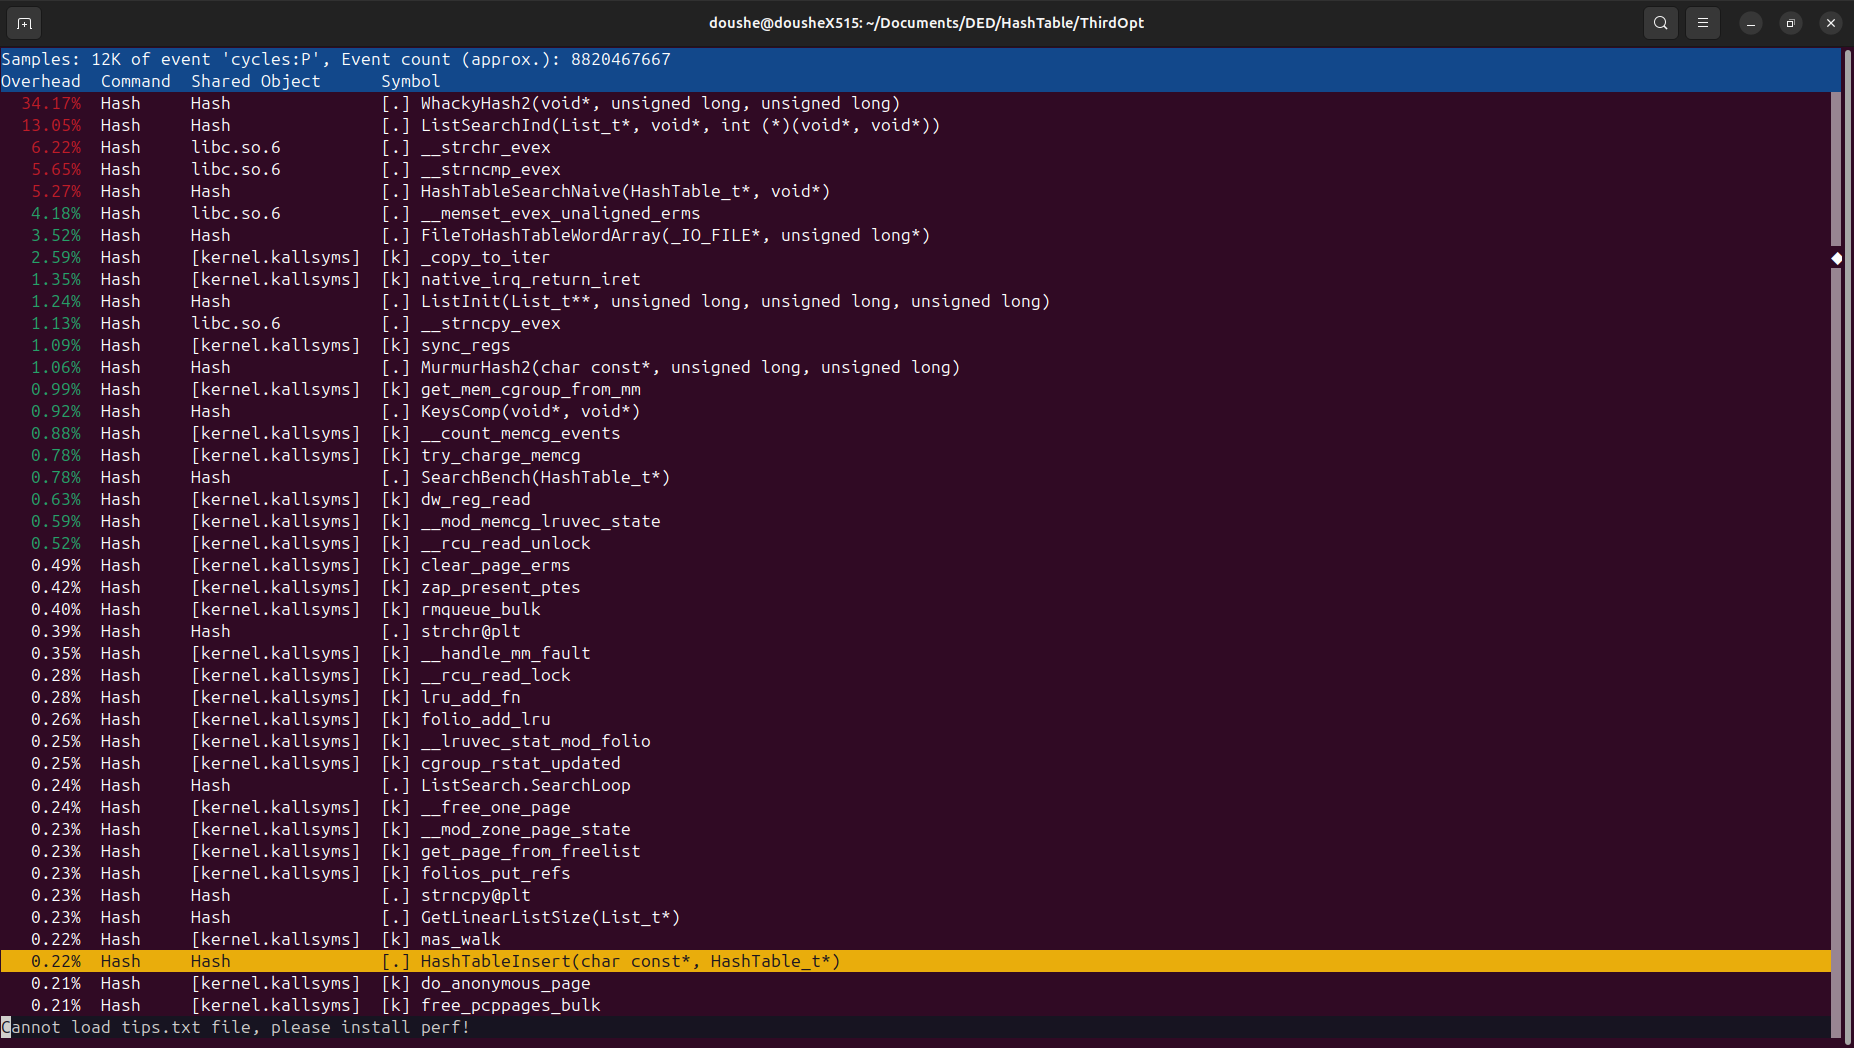 doushe@dousheX515: ~/Documents/DED/HashTable/ThirdOpt
Samples: 12K of event 'cycles:P', Event count (approx.): 8820467667
Overhead  Command  Shared Object      Symbol
34.17%  Hash     Hash               [.] WhackyHash2(void*, unsigned long, unsigned long)
13.05%  Hash     Hash               [.] ListSearchInd(List_t*, void*, int (*)(void*, void*))
6.22%  Hash     libc.so.6          [.] __strchr_evex
5.65%  Hash     libc.so.6          [.] __strncmp_evex
5.27%  Hash     Hash               [.] HashTableSearchNaive(HashTable_t*, void*)
4.18%  Hash     libc.so.6          [.] __memset_evex_unaligned_erms
3.52%  Hash     Hash               [.] FileToHashTableWordArray(_IO_FILE*, unsigned long*)
2.59%  Hash     [kernel.kallsyms]  [k] _copy_to_iter
1.35%  Hash     [kernel.kallsyms]  [k] native_irq_return_iret
1.24%  Hash     Hash               [.] ListInit(List_t**, unsigned long, unsigned long, unsigned long)
1.13%  Hash     libc.so.6          [.] __strncpy_evex
1.09%  Hash     [kernel.kallsyms]  [k] sync_regs
1.06%  Hash     Hash               [.] MurmurHash2(char const*, unsigned long, unsigned long)
0.99%  Hash     [kernel.kallsyms]  [k] get_mem_cgroup_from_mm
0.92%  Hash     Hash               [.] KeysComp(void*, void*)
0.88%  Hash     [kernel.kallsyms]  [k] __count_memcg_events
0.78%  Hash     [kernel.kallsyms]  [k] try_charge_memcg
0.78%  Hash     Hash               [.] SearchBench(HashTable_t*)
0.63%  Hash     [kernel.kallsyms]  [k] dw_reg_read
0.59%  Hash     [kernel.kallsyms]  [k] __mod_memcg_lruvec_state
0.52%  Hash     [kernel.kallsyms]  [k] __rcu_read_unlock
0.49%  Hash     [kernel.kallsyms]  [k] clear_page_erms
0.42%  Hash     [kernel.kallsyms]  [k] zap_present_ptes
0.40%  Hash     [kernel.kallsyms]  [k] rmqueue_bulk
0.39%  Hash     Hash               [.] strchr@plt
0.35%  Hash     [kernel.kallsyms]  [k] __handle_mm_fault
0.28%  Hash     [kernel.kallsyms]  [k] __rcu_read_lock
0.28%  Hash     [kernel.kallsyms]  [k] lru_add_fn
0.26%  Hash     [kernel.kallsyms]  [k] folio_add_lru
0.25%  Hash     [kernel.kallsyms]  [k] __lruvec_stat_mod_folio
0.25%  Hash     [kernel.kallsyms]  [k] cgroup_rstat_updated
0.24%  Hash     Hash               [.] ListSearch.SearchLoop
0.24%  Hash     [kernel.kallsyms]  [k] __free_one_page
0.23%  Hash     [kernel.kallsyms]  [k] __mod_zone_page_state
0.23%  Hash     [kernel.kallsyms]  [k] get_page_from_freelist
0.23%  Hash     [kernel.kallsyms]  [k] folios_put_refs
0.23%  Hash     Hash               [.] strncpy@plt
0.23%  Hash     Hash               [.] GetLinearListSize(List_t*)
0.22%  Hash     [kernel.kallsyms]  [k] mas_walk
0.22%  Hash     Hash               [.] HashTableInsert(char const*, HashTable_t*)
0.21%  Hash     [kernel.kallsyms]  [k] do_anonymous_page
0.21%  Hash     [kernel.kallsyms]  [k] free_pcppages_bulk
Cannot load tips.txt file, please install perf!